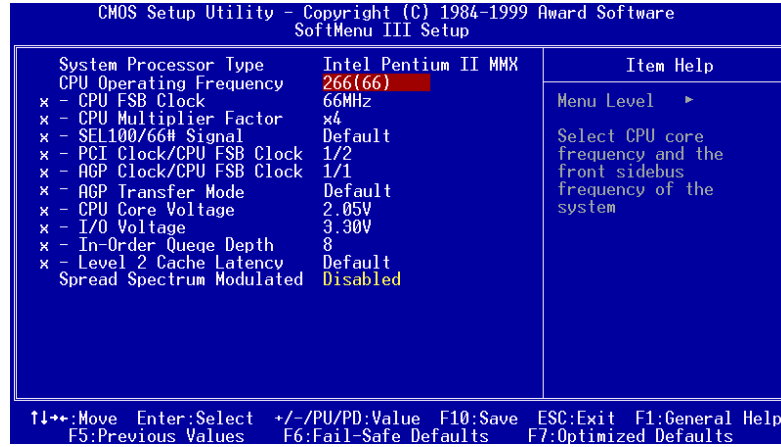 CMOS Setup Utility – Copyright (C) 1984-1999 Award Software
SoftMenu III Setup
System Processor Type Intel Pentium II MMX
CPU Operating Frequency 266(66)
x - CPU FSB Clock 66MHz
x - CPU Multiplier Factor x4
x - SEL100/66# Signal Default
x - PCI Clock/CPU FSB Clock 1/2
x - AGP Clock/CPU FSB Clock 1/1
x - AGP Transfer Mode Default
x - CPU Core Voltage 2.05V
x - I/O Voltage 3.30V
x - In-Order Queqe Depth 8
x - Level 2 Cache Latency Default
Spread Spectrum Modulated Disabled
Item Help
Menu Level ►
Select CPU core
frequency and the
front sidebus
frequency of the
system
↑↓→←:Move Enter:Select +/-/PU/PD:Value F10:Save ESC:Exit F1:General Help
F5:Previous Values F6:Fail-Safe Defaults F7:Optimized Defaults